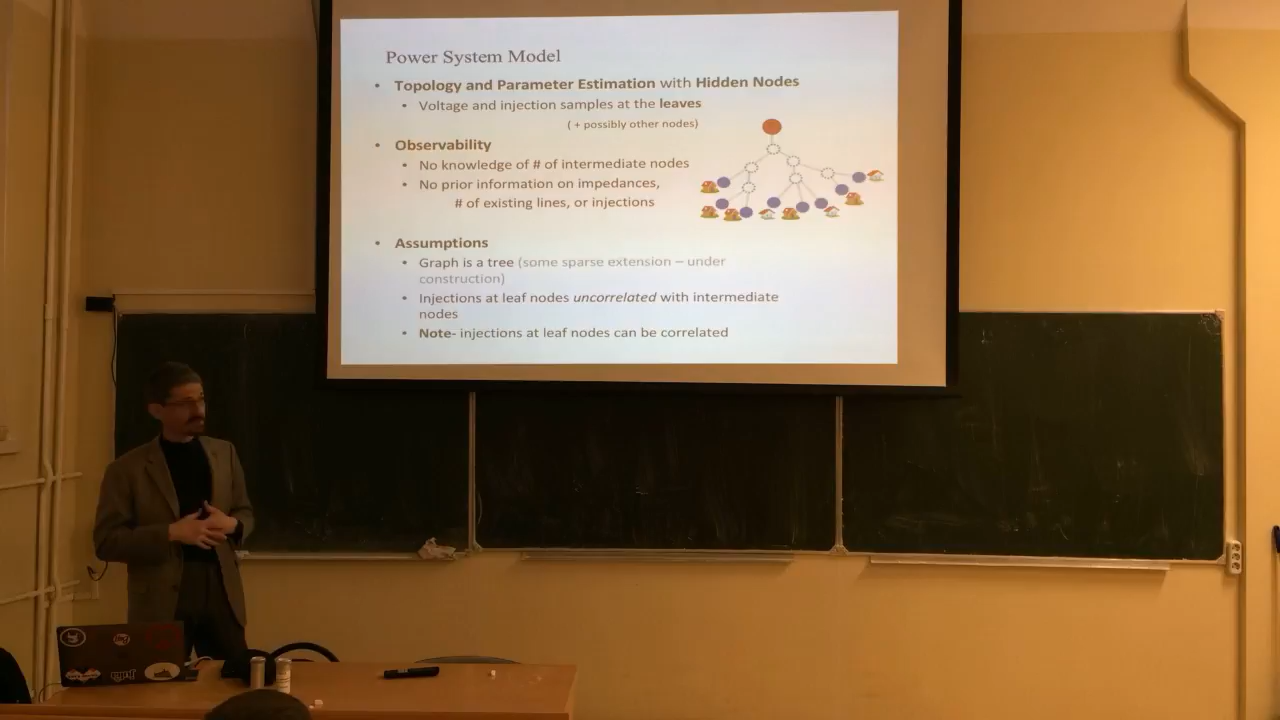 Power System Model
• Topology and Parameter Estimation with Hidden Nodes
• Voltage and injection samples at the leaves
( + possibly other nodes)
• Observability
• No knowledge of # of intermediate nodes
• No prior information on impedances,
# of existing lines, or injections
• Assumptions
• Graph is a tree (some sparse extension – under
construction)
• Injections at leaf nodes uncorrelated with intermediate
nodes
• Note- injections at leaf nodes can be correlated